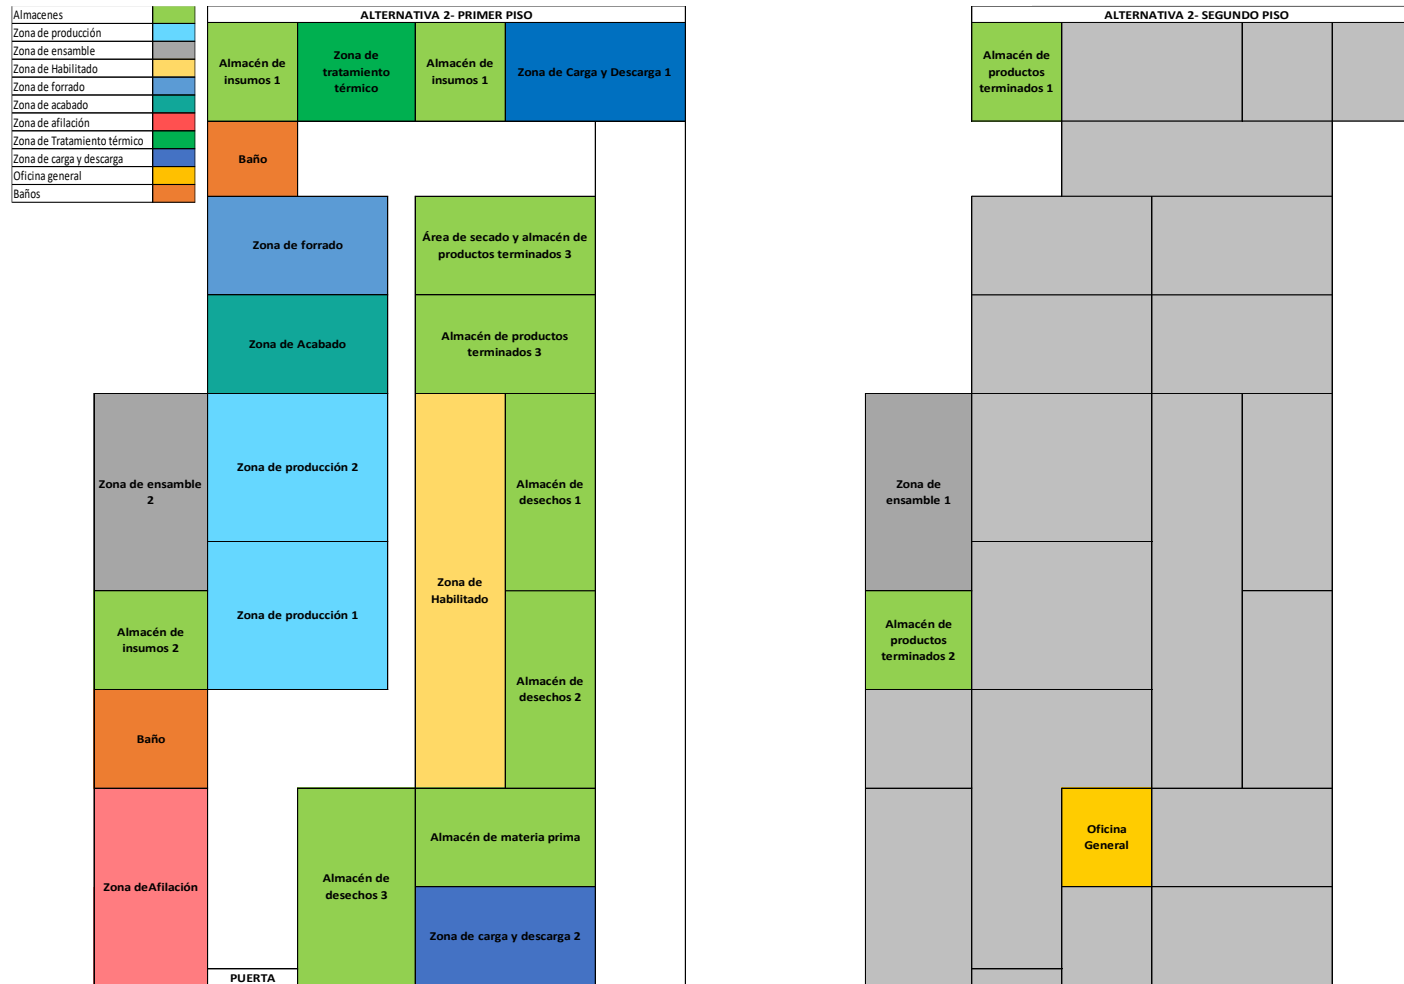 Almacenes
Zona de producción
Zona de ensamble
Zona de Habilitado
Zona de forrado
Zona de acabado
Zona de afilación
Zona de Tratamiento térmico
Zona de carga y descarga
Oficina general
Baños
ALTERNATIVA 2- PRIMER PISO
Almacén de
insumos 1
Zona de
tratamiento
térmico
Almacén de
insumos 1
Zona de Carga y Descarga 1
Baño
Zona de forrado
Área de secado y almacén de
productos terminados 3
Zona de Acabado
Almacén de productos
terminados 3
Zona de ensamble
2
Zona de producción 2
Almacén de
desechos 1
Zona de
Habilitado
Almacén de
insumos 2
Zona de producción 1
Almacén de
desechos 2
Baño
Zona deAfilación
Almacén de
desechos 3
Almacén de materia prima
Zona de carga y descarga 2
PUERTA
ALTERNATIVA 2- SEGUNDO PISO
Almacén de
productos
terminados 1
Zona de
ensamble 1
Almacén de
productos
terminados 2
Oficina
General